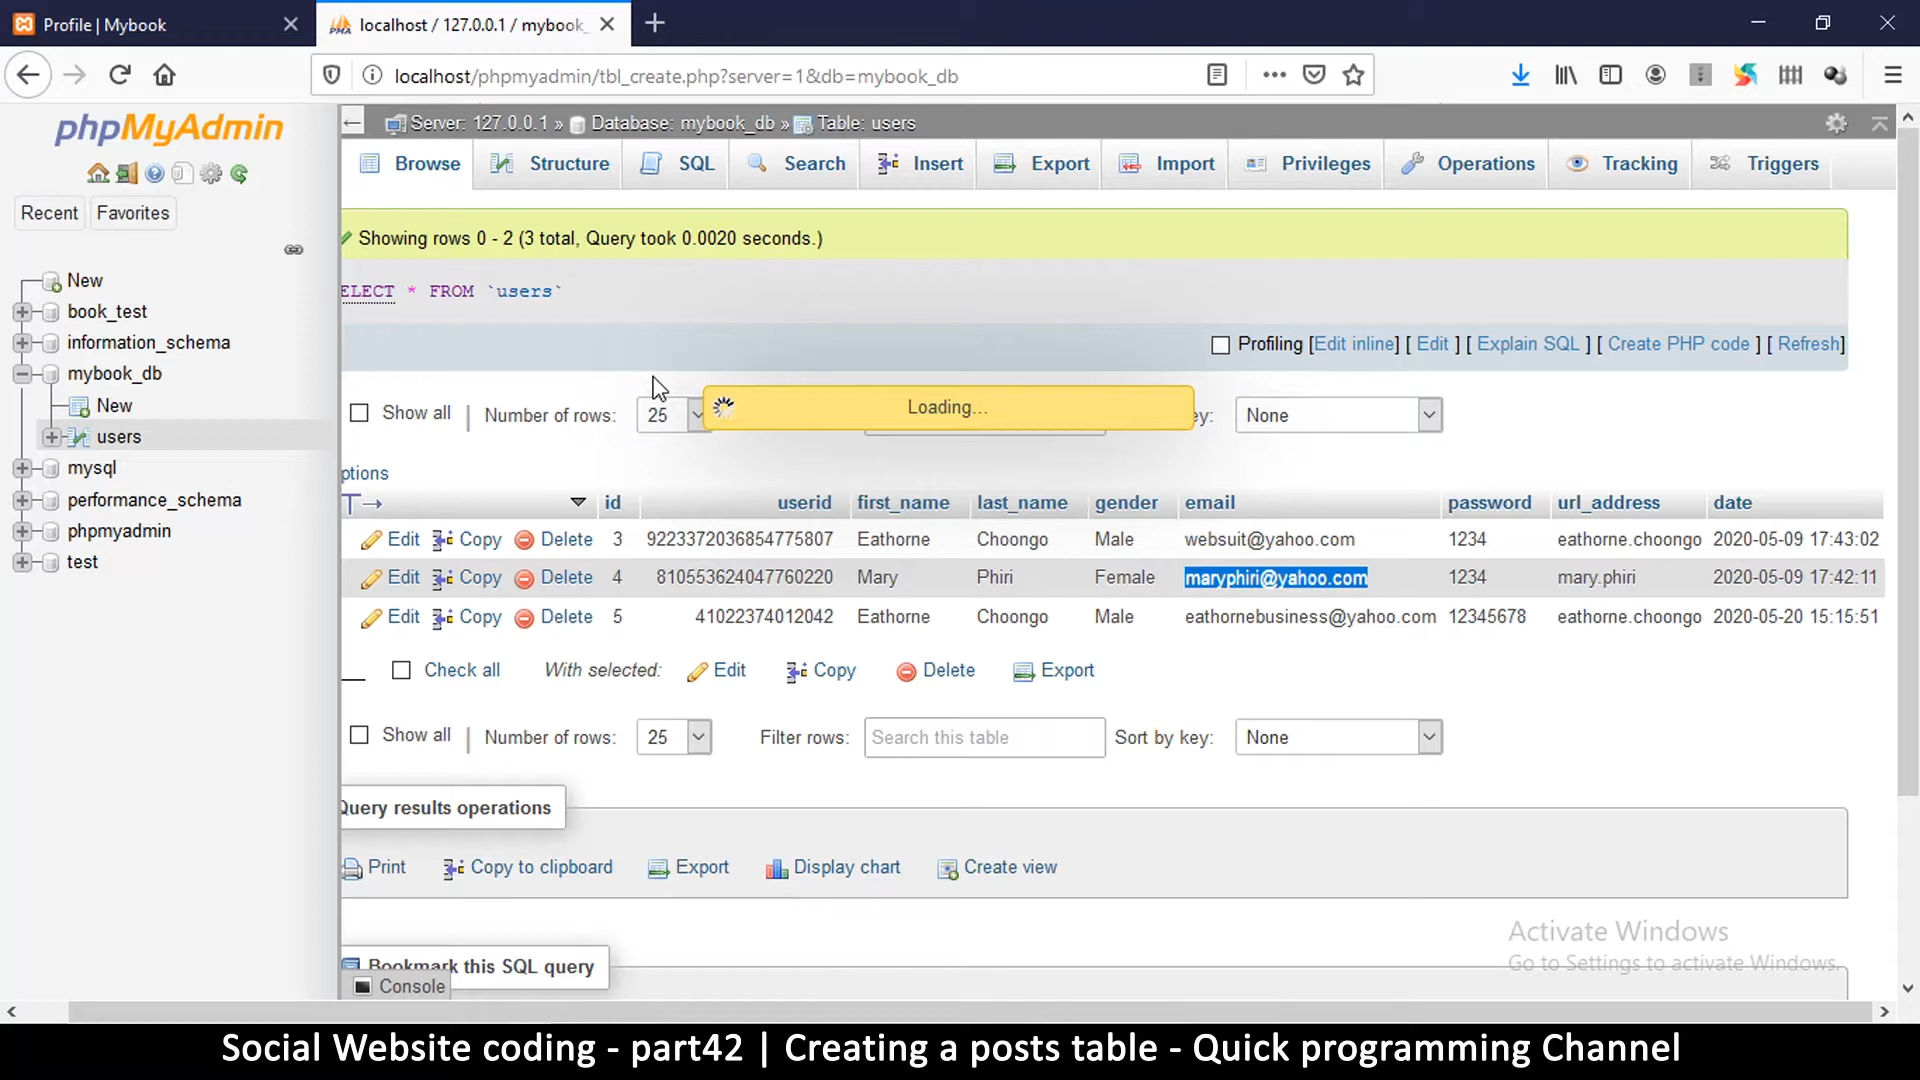 Profile | Mybook
localhost / 127.0.0.1 / mybook_
localhost/phpmyadmin/tbl_create.php?server=1&db=mybook_db
phpMyAdmin
Server: 127.0.0.1 » Database: mybook_db » Table: users
Browse Structure SQL Search Insert Export Import Privileges Operations Tracking Triggers
Recent Favorites
New
book_test
information_schema
mybook_db
New
users
mysql
performance_schema
phpmyadmin
test
Showing rows 0 - 2 (3 total, Query took 0.0020 seconds.)
ELECT * FROM `users`
Profiling [Edit inline] [ Edit ] [ Explain SQL ] [ Create PHP code ] [ Refresh]
Show all | Number of rows: 25 Loading... ey: None
ptions
id userid first_name last_name gender email password url_address date
Edit Copy Delete 3 9223372036854775807 Eathorne Choongo Male websuit@yahoo.com 1234 eathorne.choongo 2020-05-09 17:43:02
Edit Copy Delete 4 810553624047760220 Mary Phiri Female maryphiri@yahoo.com 1234 mary.phiri 2020-05-09 17:42:11
Edit Copy Delete 5 41022374012042 Eathorne Choongo Male eathornebusiness@yahoo.com 12345678 eathorne.choongo 2020-05-20 15:15:51
Check all With selected: Edit Copy Delete Export
Show all | Number of rows: 25 Filter rows: Search this table Sort by key: None
Query results operations
Print Copy to clipboard Export Display chart Create view
Bookmark this SQL query
Console
Activate Windows
Go to Settings to activate Windows.
Social Website coding - part42 | Creating a posts table - Quick programming Channel